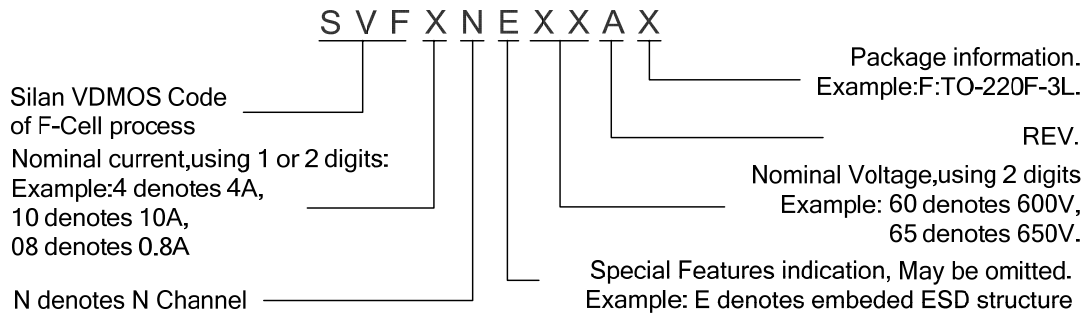 S V F X N E X X A X
Package information.
Example:F:TO-220F-3L.
Silan VDMOS Code
of F-Cell process
REV.
Nominal current,using 1 or 2 digits:
Example:4 denotes 4A,
10 denotes 10A,
08 denotes 0.8A
Nominal Voltage,using 2 digits
Example: 60 denotes 600V,
65 denotes 650V.
Special Features indication, May be omitted.
Example: E denotes embeded ESD structure
N denotes N Channel